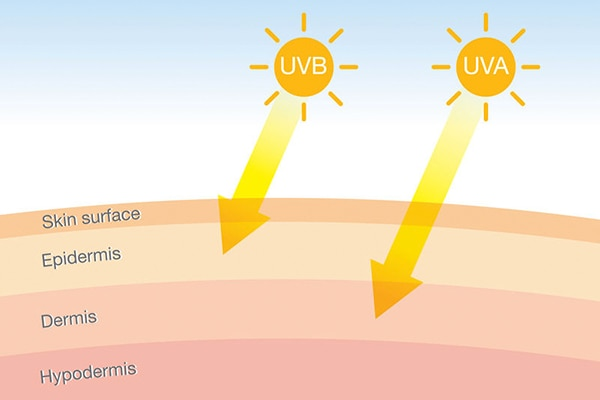 UVB
UVA
Skin surface
Epidermis
Dermis
Hypodermis